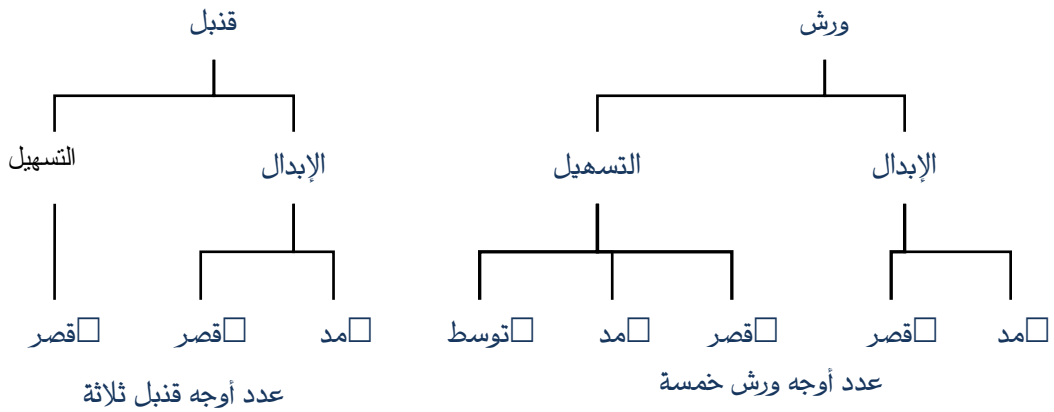 ورش
قنبل
الإبدال
التسهيل
الإبدال
التسهيل
□مد
□قصر
□قصر
□مد
□توسط
□مد
□قصر
□قصر
عدد أوجه ورش خمسة
عدد أوجه قنبل ثلاثة